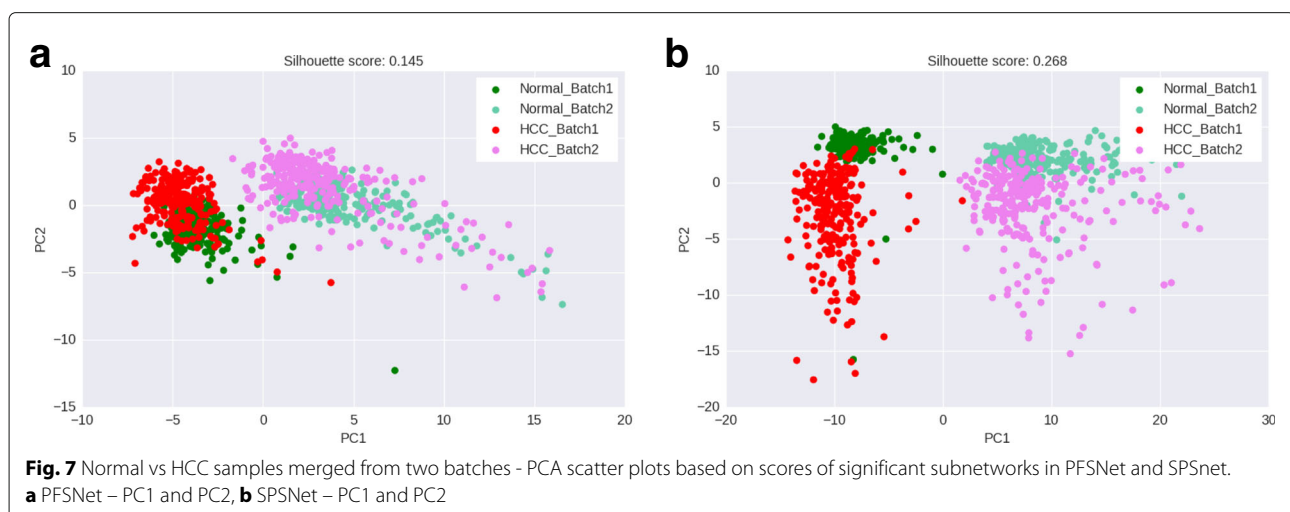 a
Silhouette score: 0.145
10
5
0
−5
−10
−15
−10
−5
0
5
10
15
20
PC2
PC1
Normal_Batch1
Normal_Batch2
HCC_Batch1
HCC_Batch2
b
Silhouette score: 0.268
10
5
0
−5
−10
−15
−20
−20
−10
0
10
20
30
PC2
PC1
Normal_Batch1
Normal_Batch2
HCC_Batch1
HCC_Batch2
Fig. 7 Normal vs HCC samples merged from two batches - PCA scatter plots based on scores of significant subnetworks in PFSNet and SPSnet.
a PFSNet – PC1 and PC2, b SPSNet – PC1 and PC2